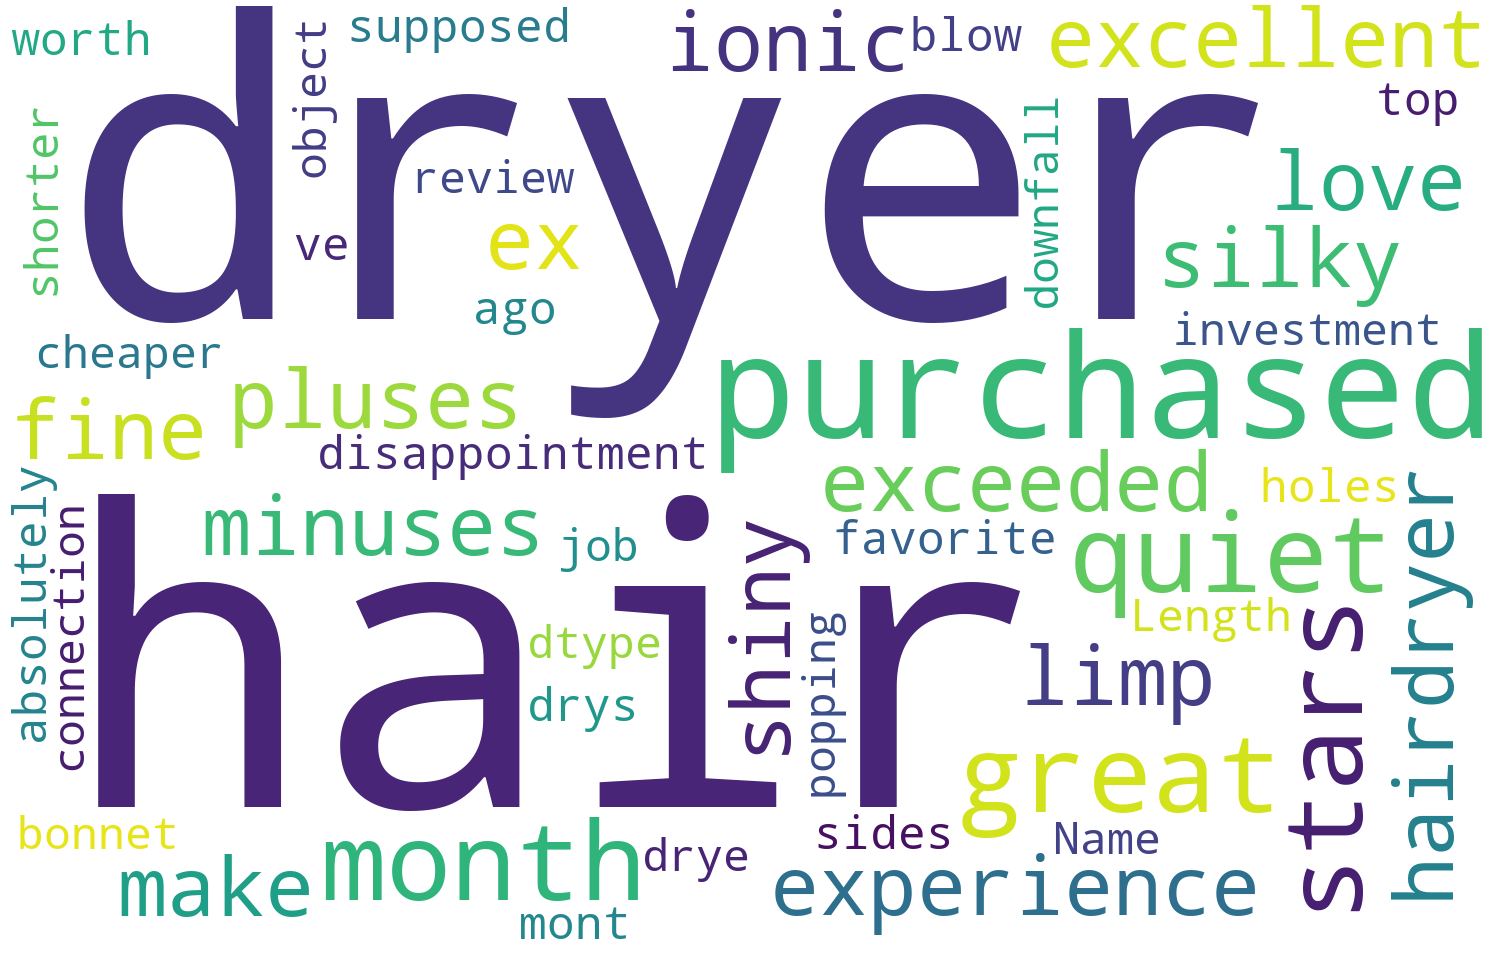 worth
supposed
ionic
blow
excellent
object
top
dryer
shorter
review
downfall
love
ve
ex
silky
ago
investment
cheaper
purchased
pluses
fine
disappointment
exceeded
holes
absolutely
connection
minuses
job
shiny
favorite
quiet
hairdryer
hair
dtype
popping
Length
stars
drys
limp
great
bonnet
month
drye
sides
Name
make
experience
mont